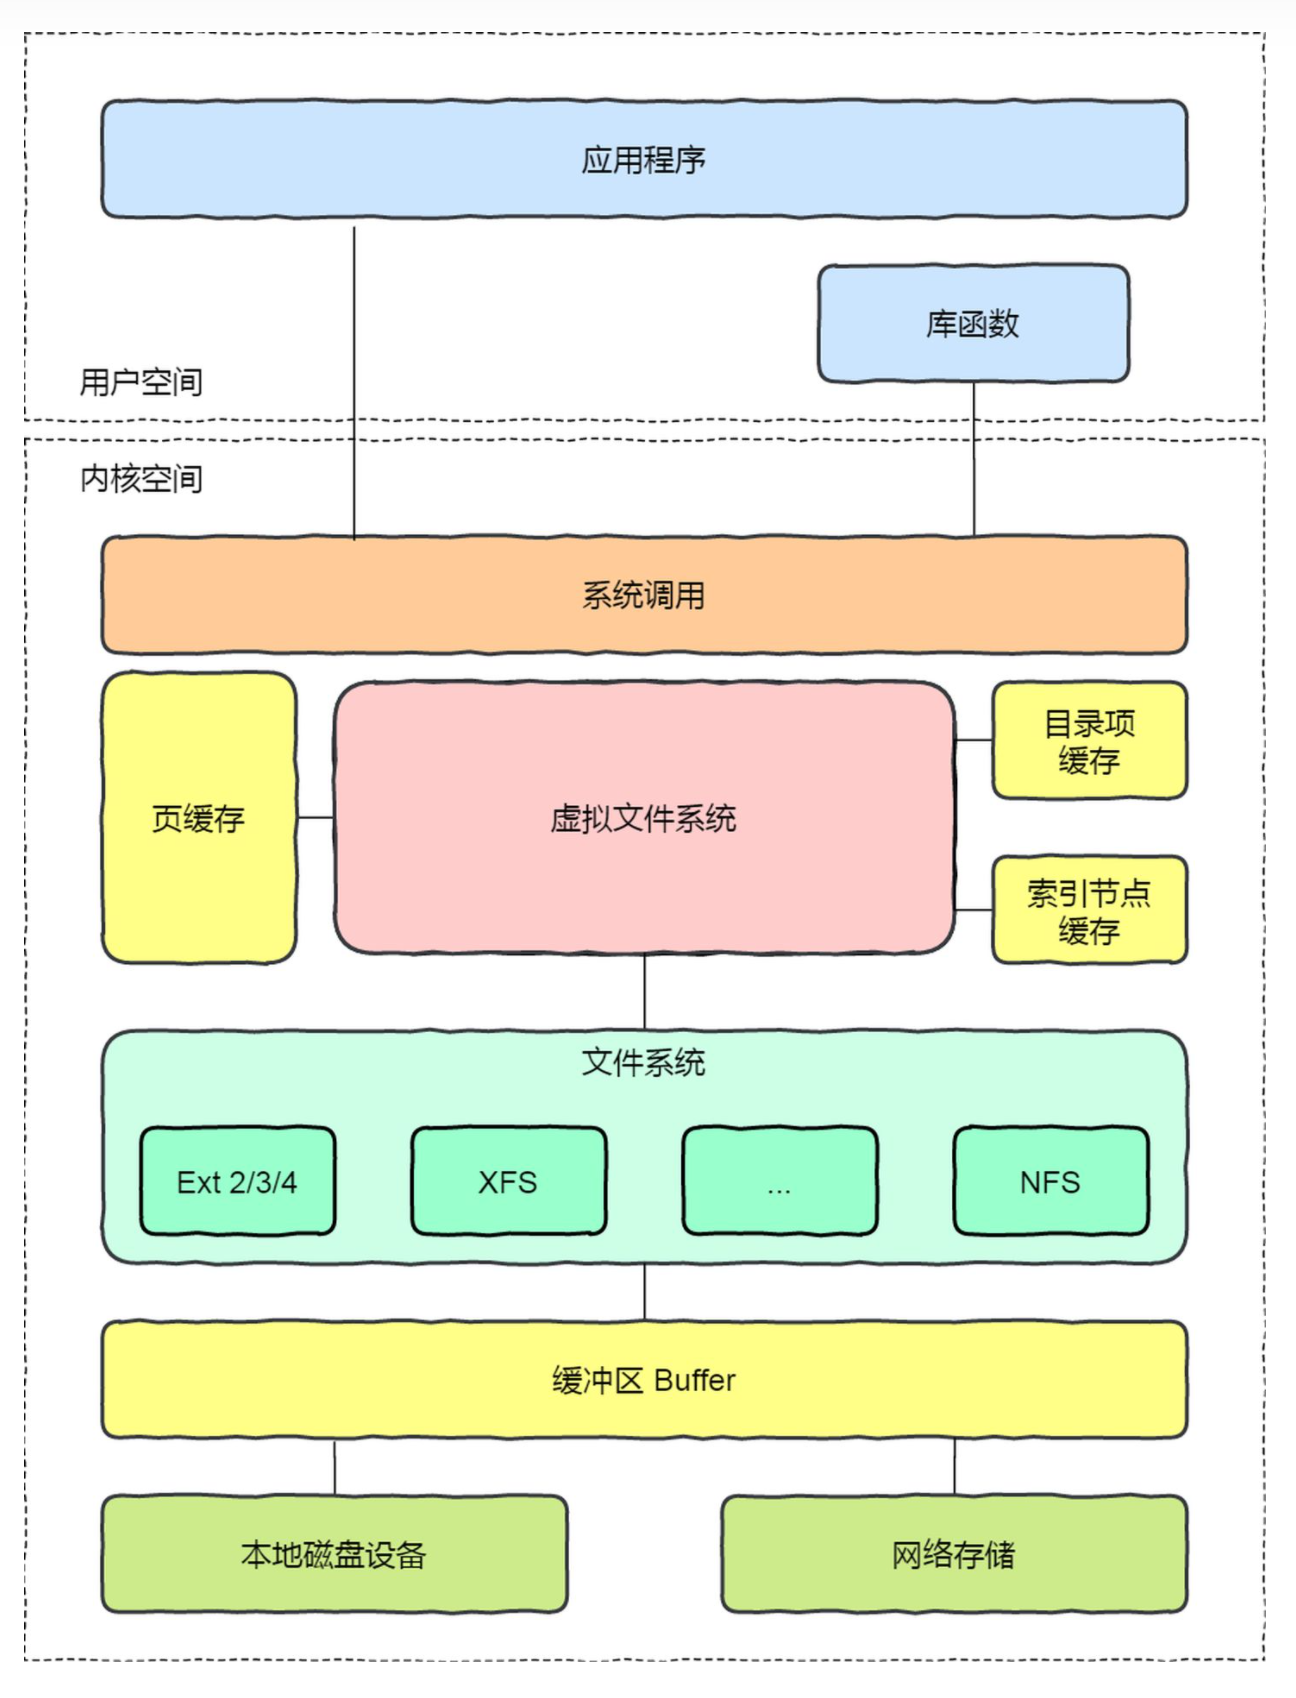 应用程序
库函数
用户空间
内核空间
系统调用
页缓存
虚拟文件系统
目录项
缓存
索引节点
缓存
文件系统
Ext 2/3/4
XFS
...
NFS
缓冲区 Buffer
本地磁盘设备
网络存储